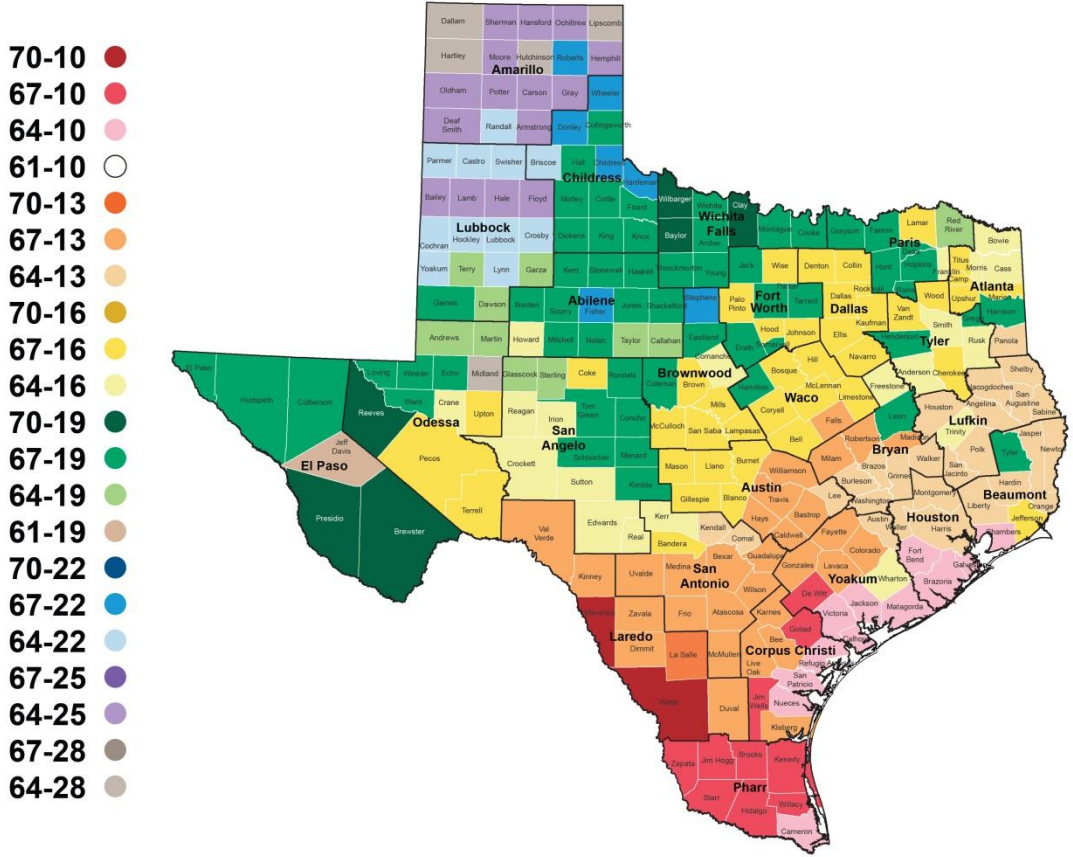 70-10
67-10
64-10
61-10
70-13
67-13
64-13
70-16
67-16
64-16
70-19
67-19
64-19
61-19
70-22
67-22
64-22
67-25
64-25
67-28
64-28
Dallam Sherman Hansford Ochiltree Lipscomb
Hartley Moore Hutchinson Roberts Hemphill
Amarillo
Oldham Potter Carson Gray Wheeler
Deaf Smith Randall Armstrong Donley Collingsworth
Parmer Castro Swisher Briscoe Hall Childress
Childress
Hardeman
Bailey Lamb Hale Floyd Motley Cottle Foard
Wilbarger Wichita Clay
Wichita Falls
Baylor Archer
Lubbock
Cochran Hockley Lubbock Crosby Dickens King Knox
Montague Cooke Grayson Fannin Lamar Red River
Paris
Delta
Bowie
Yoakum Terry Lynn Garza Kent Stonewall Haskell Throckmorton Young
Jack Wise Denton Collin Hunt Hopkins Franklin Titus Camp Morris Cass
Rains
Atlanta
Marion
Gaines Dawson Borden Scurry Fisher Jones Shackelford Stephens
Abilene
Palo Pinto Parker Tarrant Dallas Rockwall Kaufman Van Zandt Wood Upshur Gregg Harrison
Fort Worth
Dallas
Andrews Martin Howard Mitchell Nolan Taylor Callahan Eastland
Erath Hood Somervell Johnson Ellis Navarro Henderson Smith Rusk Panola
Tyler
El Paso Hudspeth Culberson Reeves
Loving Winkler Ector Midland Glasscock Sterling Coke Runnels Coleman Brown Comanche
Brownwood
Hamilton Bosque Hill McLennan Limestone Freestone Anderson Cherokee
Waco
Shelby Nacogdoches San Augustine Sabine Angelina Houston
Lufkin
Trinity Polk Tyler Jasper Newton
Ward Crane Upton Reagan Irion Tom Green Concho McCulloch San Saba Mills Lampasas Coryell Bell Falls
Odessa
San Angelo
Robertson Leon Madison Walker San Jacinto
Bryan
Milam Brazos Grimes Burleson Washington
Jeff Davis
El Paso
Pecos Crockett Schleicher Menard Sutton Kimble Mason Llano Burnet Williamson
Gillespie Blanco Travis Hays Bastrop Lee Caldwell
Austin
Montgomery Liberty Hardin Orange Jefferson Chambers
Beaumont
Houston
Harris Austin Waller
Presidio Brewster Terrell
Val Verde Edwards Real Kerr Bandera Kendall Comal
Fayette Colorado Fort Bend Galveston Brazoria
Kinney Uvalde Medina Bexar Guadalupe Gonzales Lavaca Wharton
San Antonio
Yoakum
Wilson De Witt Jackson Matagorda Victoria Calhoun
Maverick Zavala Frio Atascosa Karnes Goliad
Laredo
Dimmit La Salle McMullen Live Oak Bee
Corpus Christi
Refugio Aransas San Patricio Nueces
Webb Duval Jim Wells Kleberg
Zapata Jim Hogg Brooks Kenedy
Pharr
Starr Hidalgo Willacy
Cameron